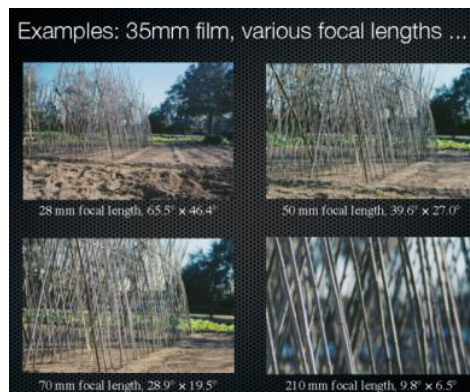 Examples: 35mm film, various focal lengths ...
28 mm focal length, 65.5° × 46.4°
50 mm focal length, 39.6° × 27.0°
70 mm focal length, 28.9° × 19.5°
210 mm focal length, 9.8° × 6.5°